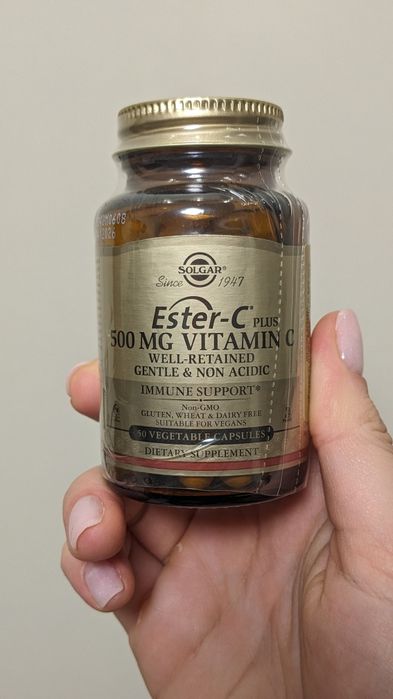 2026
SOLGAR®
Since 1947
Ester-C® PLUS
500 MG VITAMIN C
WELL-RETAINED
GENTLE & NON ACIDIC
IMMUNE SUPPORT*
Non-GMO
GLUTEN, WHEAT & DAIRY FREE
SUITABLE FOR VEGANS
50 VEGETABLE CAPSULES
DIETARY SUPPLEMENT